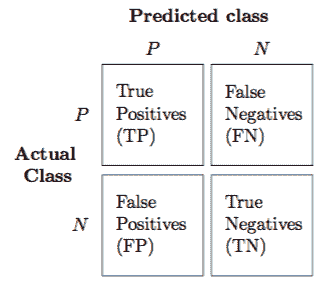 Predicted class
P N
True
Positives
(TP)
False
Negatives
(FN)
P
Actual
Class
N
False
Positives
(FP)
True
Negatives
(TN)